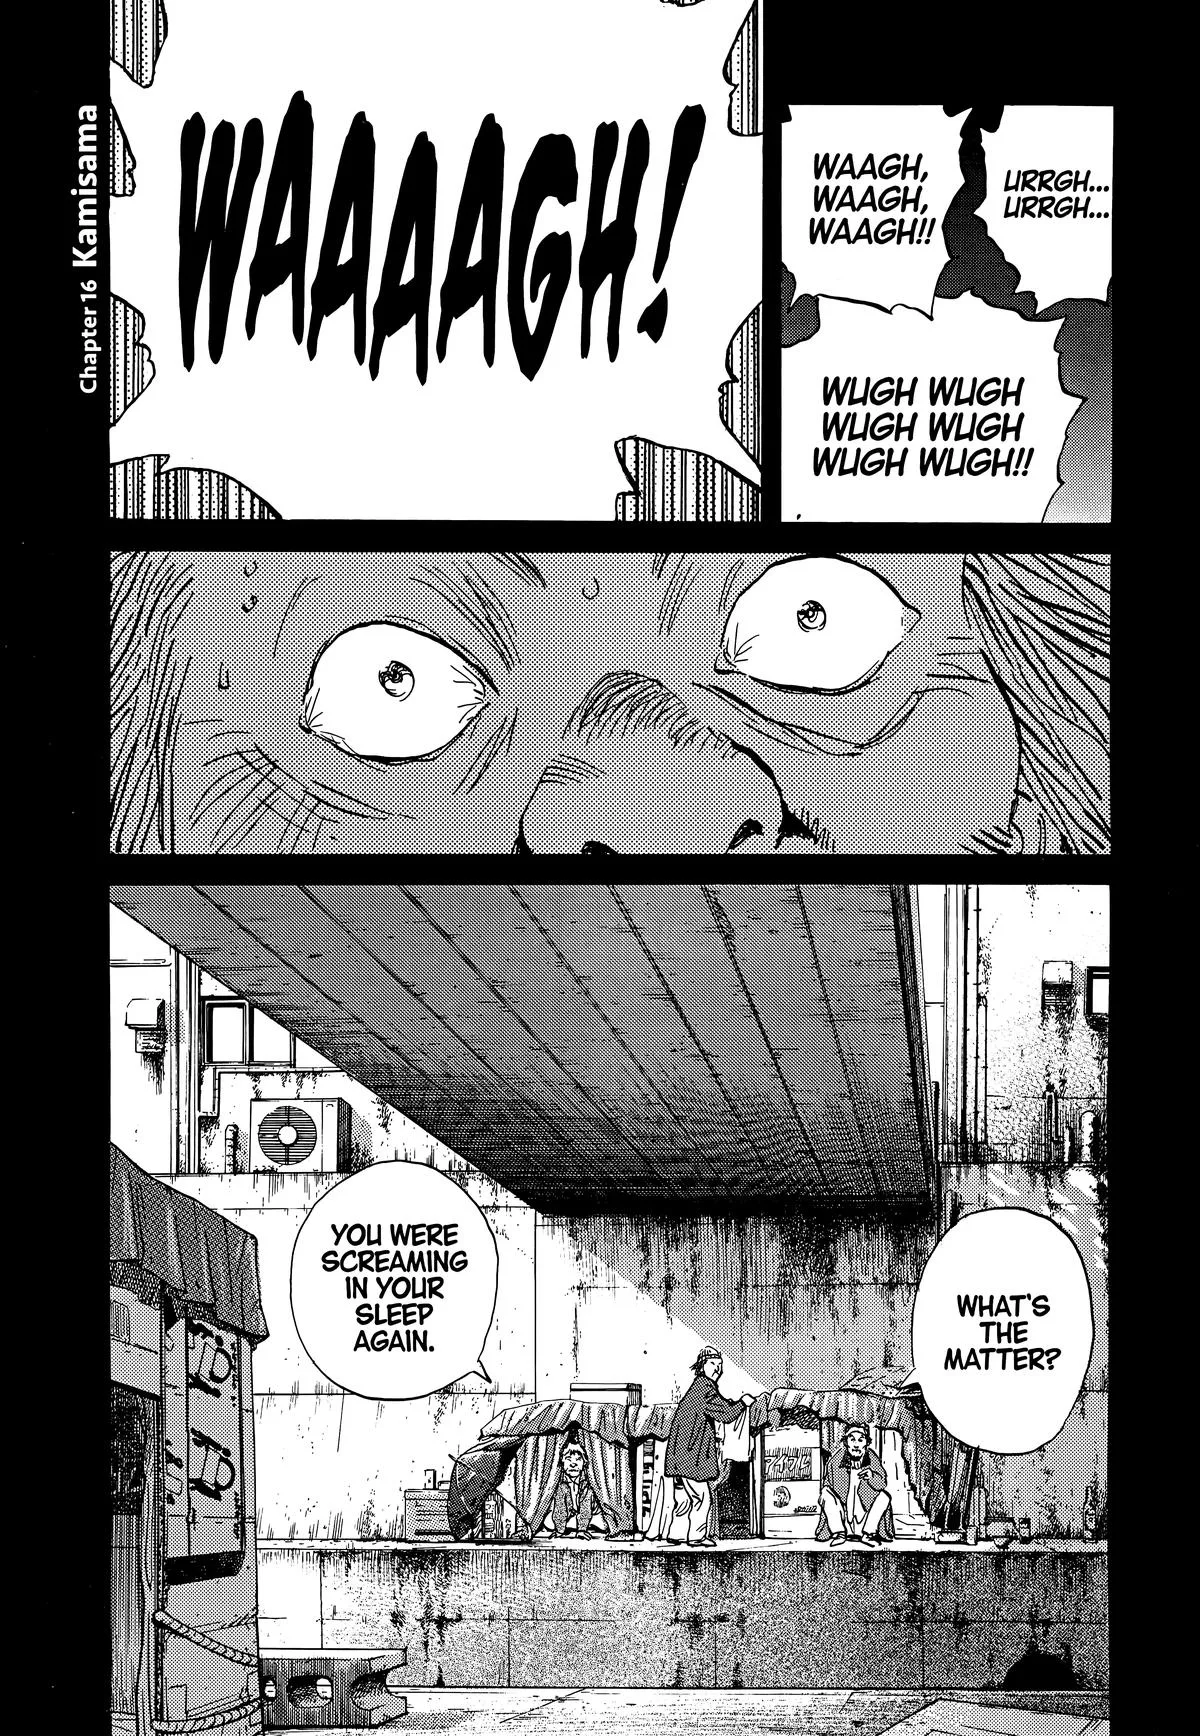 Chapter 16 Kamisama
URRGH...
URRGH...
WAAGH,
WAAGH,
WAAGH!!
WUGH WUGH
WUGH WUGH
WUGH WUGH!!
WAAAAAGH!
WHAT'S
THE
MATTER?
YOU WERE
SCREAMING
IN YOUR
SLEEP
AGAIN.